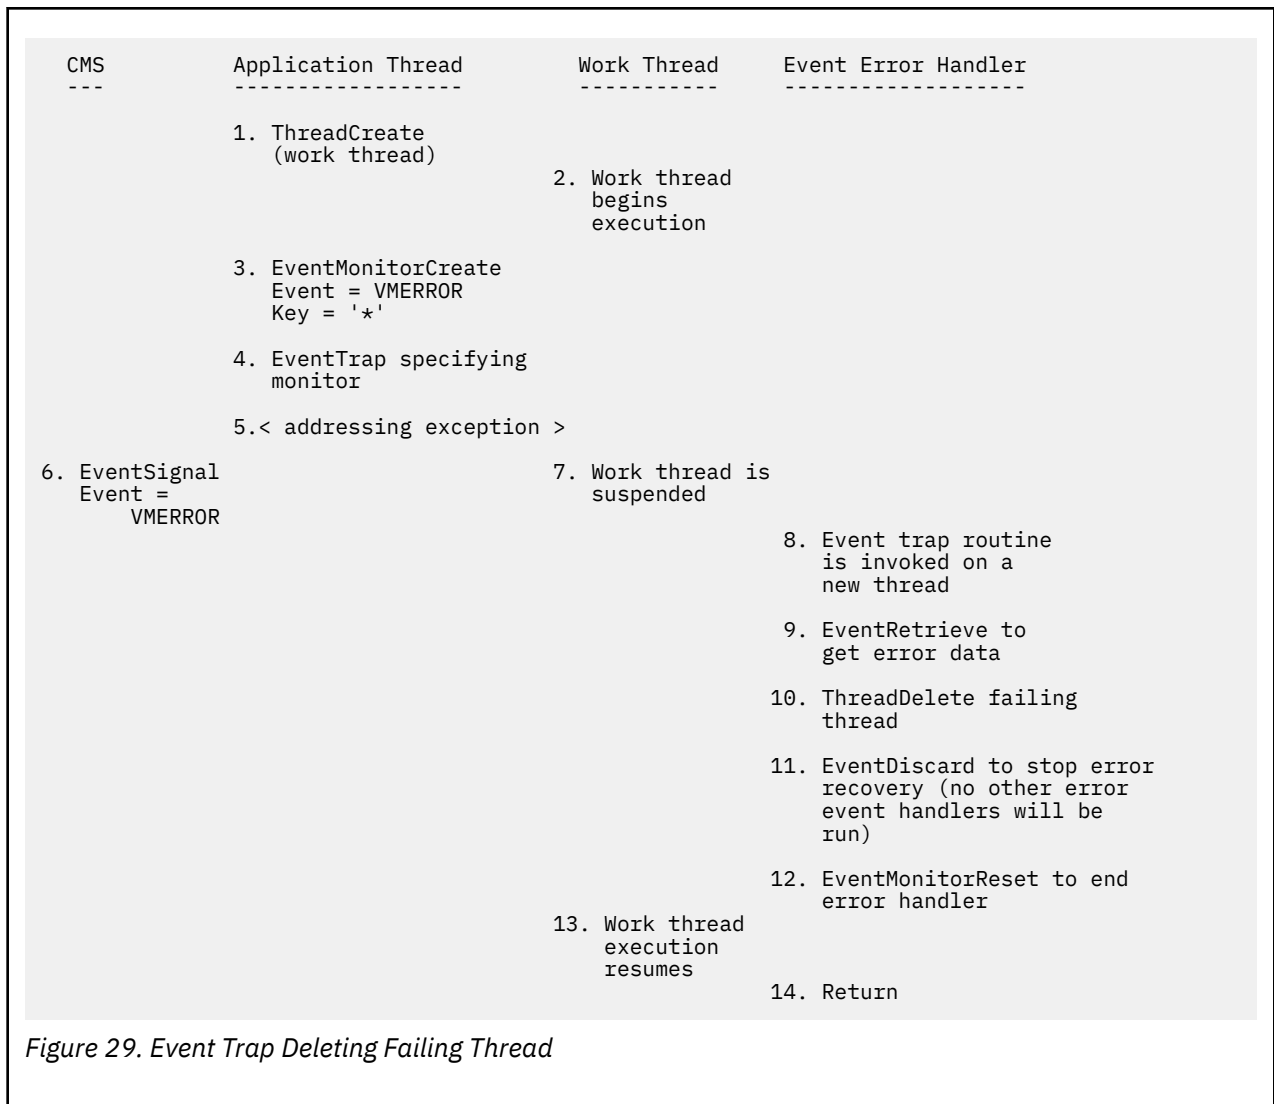 CMS Application Thread Work Thread Event Error Handler
--- ------------------ ----------- -------------------
1. ThreadCreate
(work thread)
2. Work thread
begins
execution
3. EventMonitorCreate
Event = VMERROR
Key = '*'
4. EventTrap specifying
monitor
5.< addressing exception >
6. EventSignal
Event =
VMERROR
7. Work thread is
suspended
8. Event trap routine
is invoked on a
new thread
9. EventRetrieve to
get error data
10. ThreadDelete failing
thread
11. EventDiscard to stop error
recovery (no other error
event handlers will be
run)
12. EventMonitorReset to end
error handler
13. Work thread
execution
resumes
14. Return
Figure 29. Event Trap Deleting Failing Thread